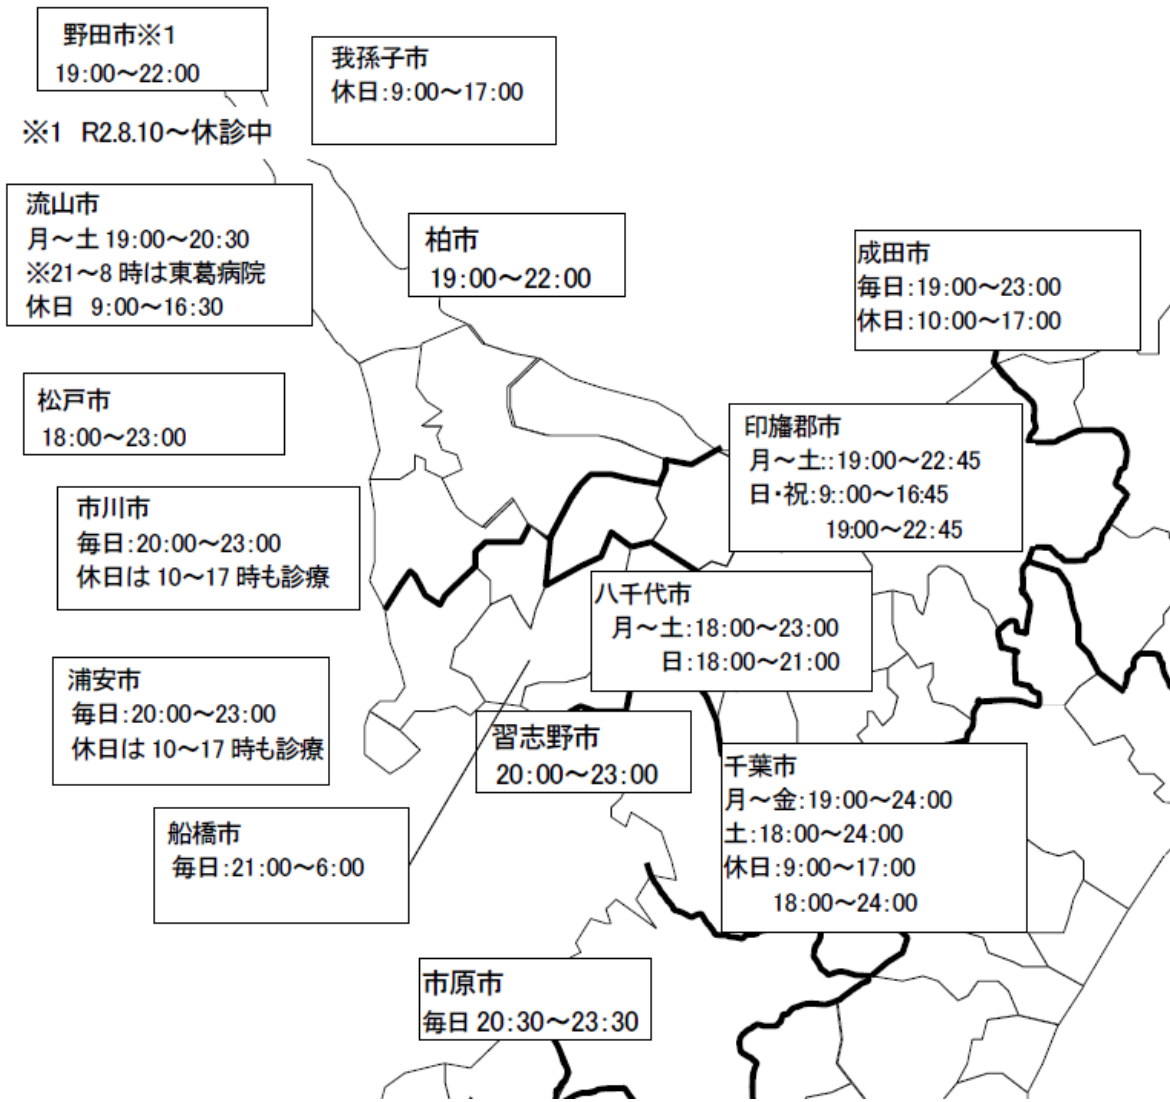 野田市※1
19:00～22:00
※1 R2.8.10～休診中
我孫子市
休日:9:00～17:00
流山市
月～土 19:00～20:30
※21～8 時は東葛病院
休日 9:00～16:30
柏市
19:00～22:00
成田市
毎日:19:00～23:00
休日:10:00～17:00
松戸市
18:00～23:00
印旛郡市
月～土::19:00～22:45
日・祝:9::00～16:45
19:00～22:45
市川市
毎日:20:00～23:00
休日は 10～17 時も診療
八千代市
月～土:18:00～23:00
日:18:00～21:00
浦安市
毎日:20:00～23:00
休日は 10～17 時も診療
習志野市
20:00～23:00
千葉市
月～金:19:00～24:00
土:18:00～24:00
休日:9:00～17:00
18:00～24:00
船橋市
毎日:21:00～6:00
市原市
毎日 20:30～23:30